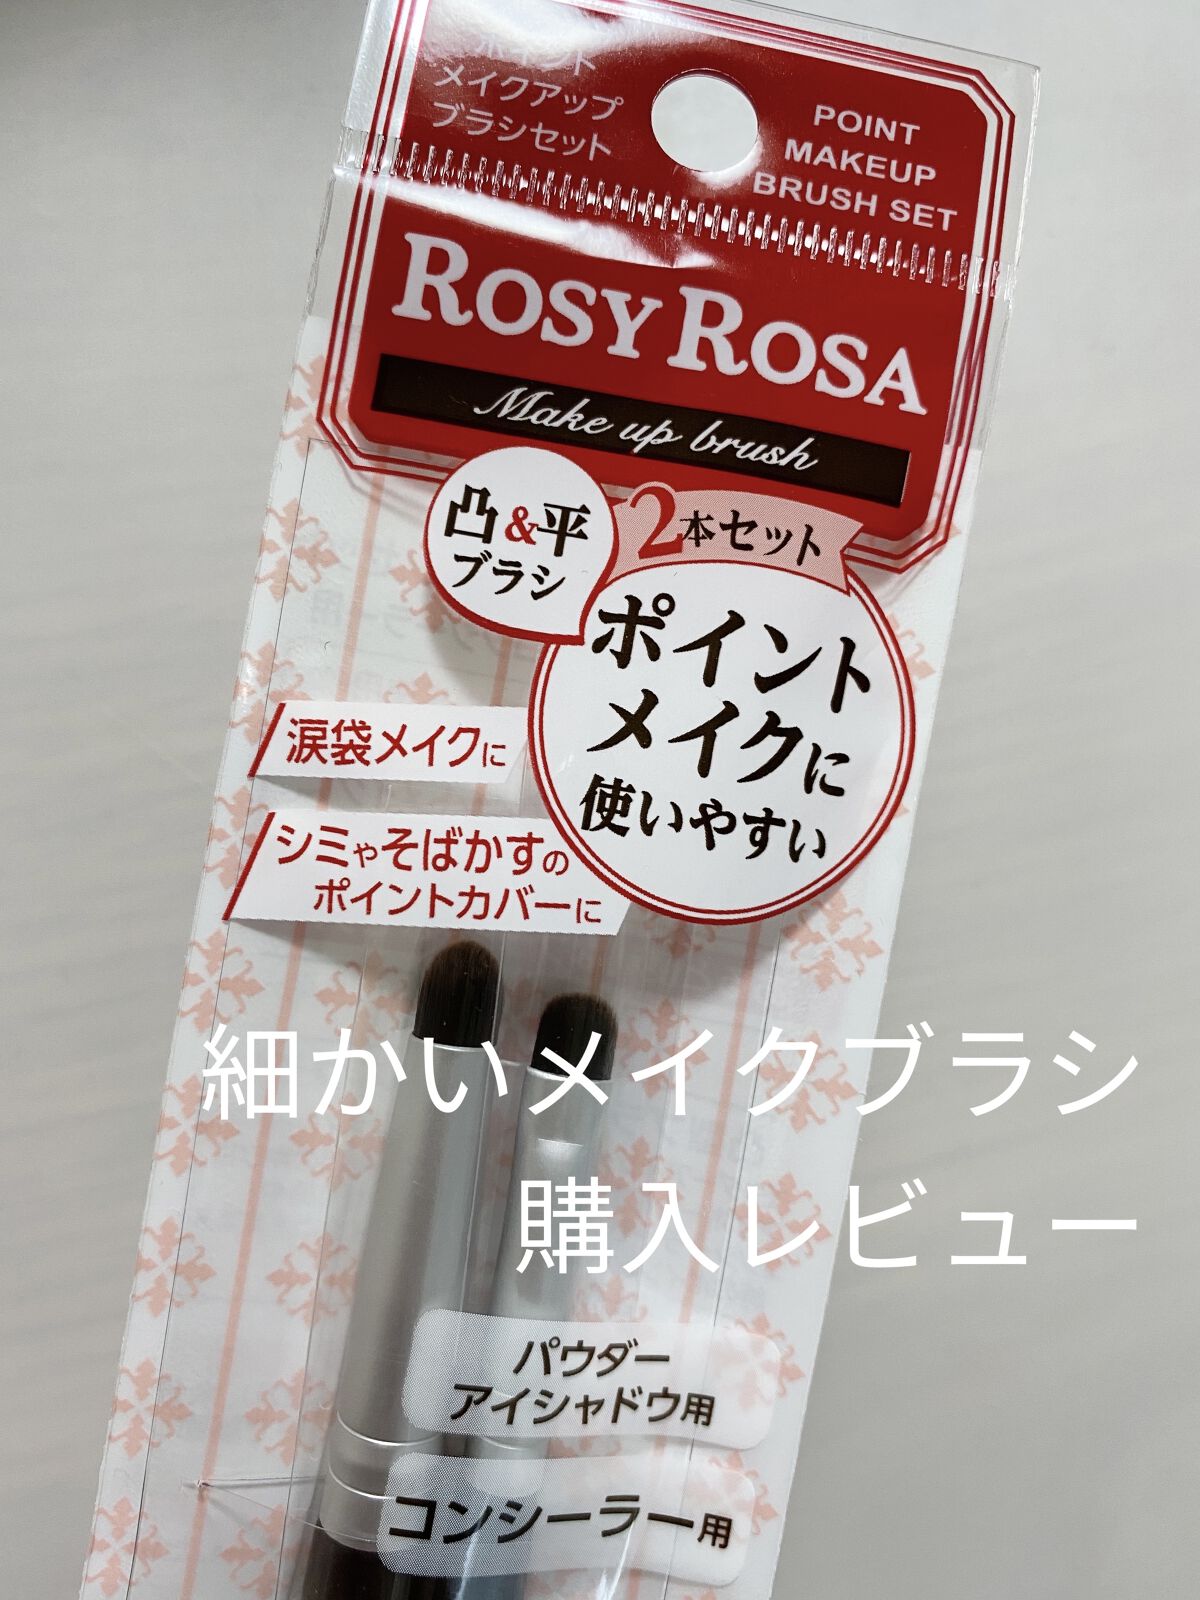 ポイント
メイクアップ
ブラシセット
POINT
MAKEUP
BRUSH SET
ROSY ROSA
Make up brush
凸&平
ブラシ
2本セット
ポイント
メイクに
使いやすい
涙袋メイクに
シミやそばかすの
ポイントカバーに
細かいメイクブラシ
購入レビュー
パウダー
アイシャドウ用
コンシーラー用